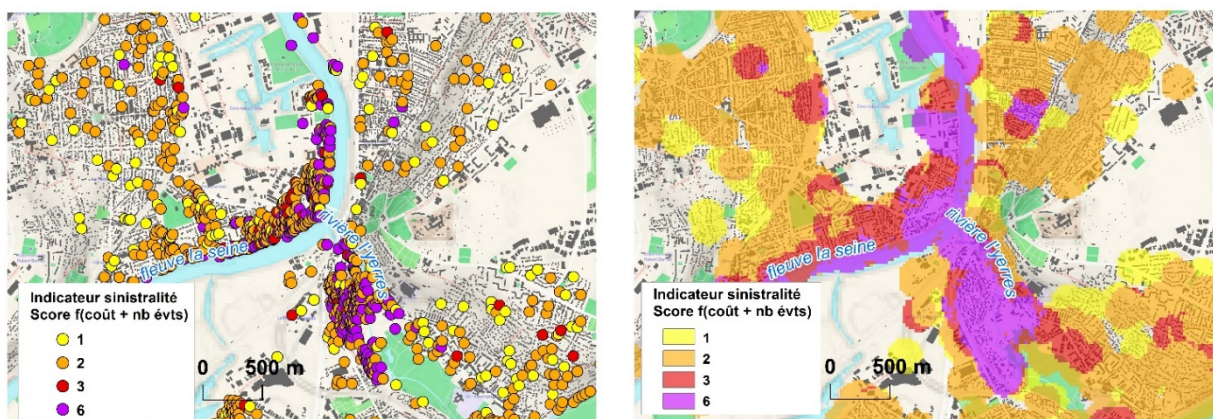 fleuve la seine
rivière l'yerres
Indicateur sinistralité
Score f(coût + nb évts)
1
2
3
6
0 500 m
fleuve la seine
rivière l'yerres
Indicateur sinistralité
Score f(coût + nb évts)
1
2
3
6
0 500 m